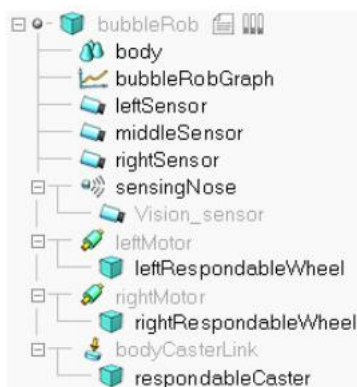 bubbleRob
body
bubbleRobGraph
leftSensor
middleSensor
rightSensor
sensingNose
Vision_sensor
leftMotor
leftRespondableWheel
rightMotor
rightRespondableWheel
bodyCasterLink
respondableCaster